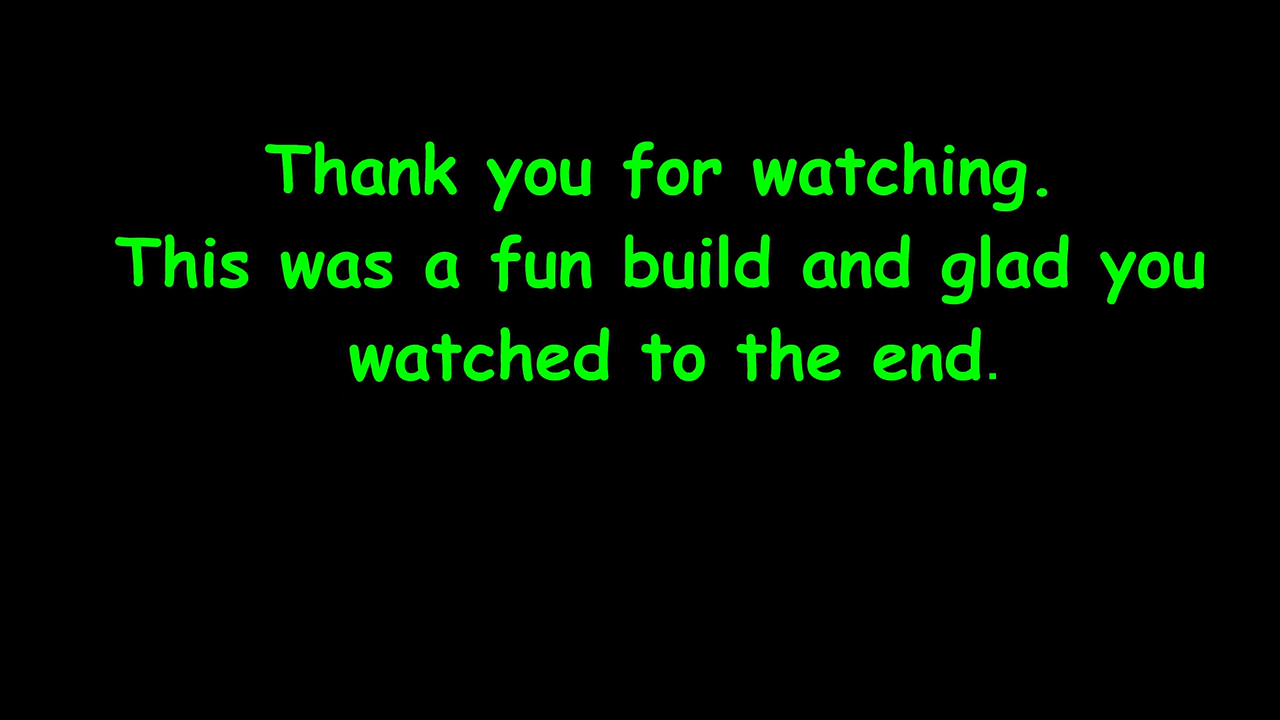 Thank you for watching.
This was a fun build and glad you
watched to the end.